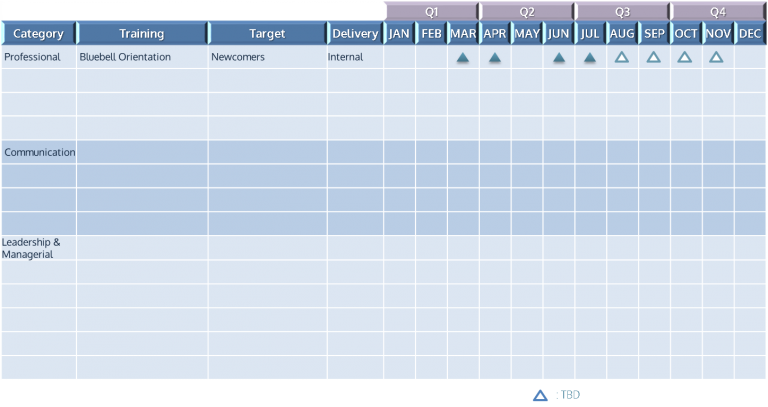 Q1 Q2 Q3 Q4
Category Training Target Delivery JAN FEB MAR APR MAY JUN JUL AUG SEP OCT NOV DEC
Professional Bluebell Orientation Newcomers Internal
Communication
Leadership &
Managerial
: TBD